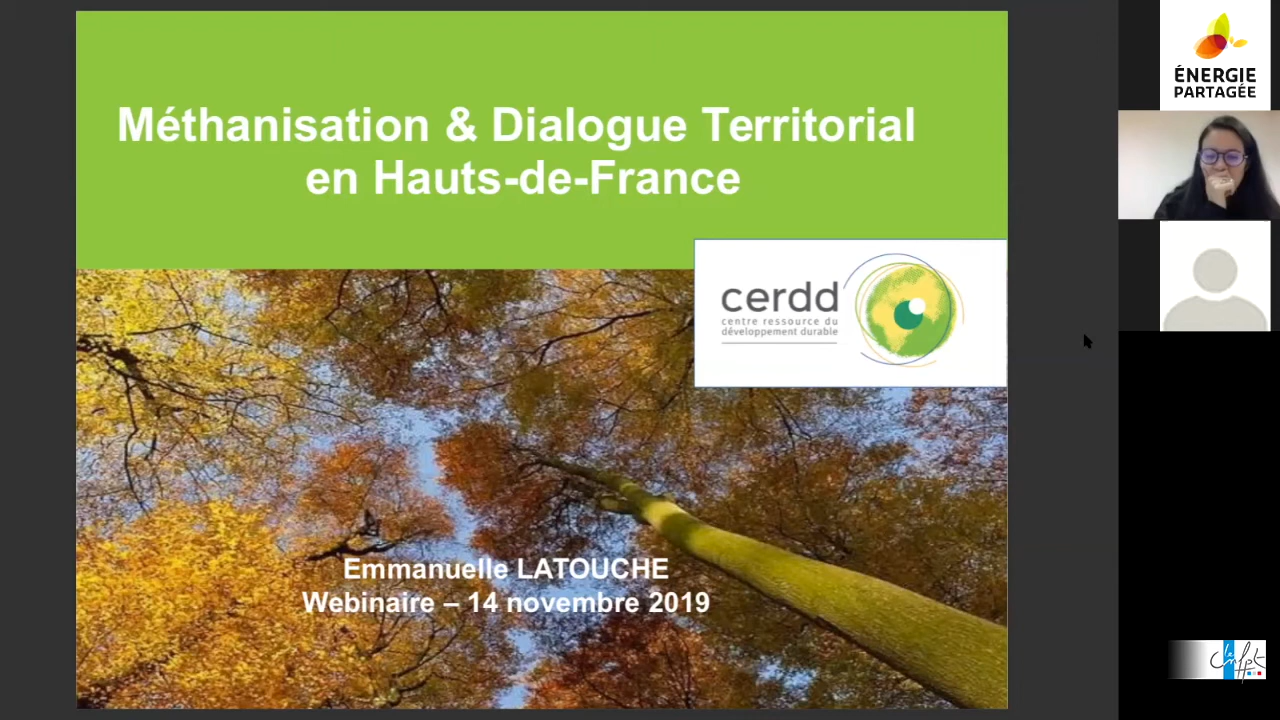 Méthanisation & Dialogue Territorial
en Hauts-de-France
cerdd
centre ressource du
développement durable
Emmanuelle LATOUCHE
Webinaire – 14 novembre 2019
ÉNERGIE
PARTAGÉE
cnfpt